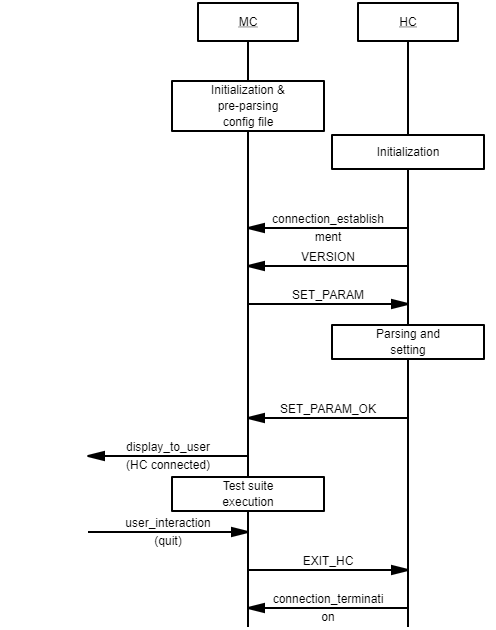 MC
HC
Initialization &
pre-parsing
config file
Initialization
connection_establish
ment
VERSION
SET_PARAM
Parsing and
setting
SET_PARAM_OK
display_to_user
(HC connected)
Test suite
execution
user_interaction
(quit)
EXIT_HC
connection_terminati
on